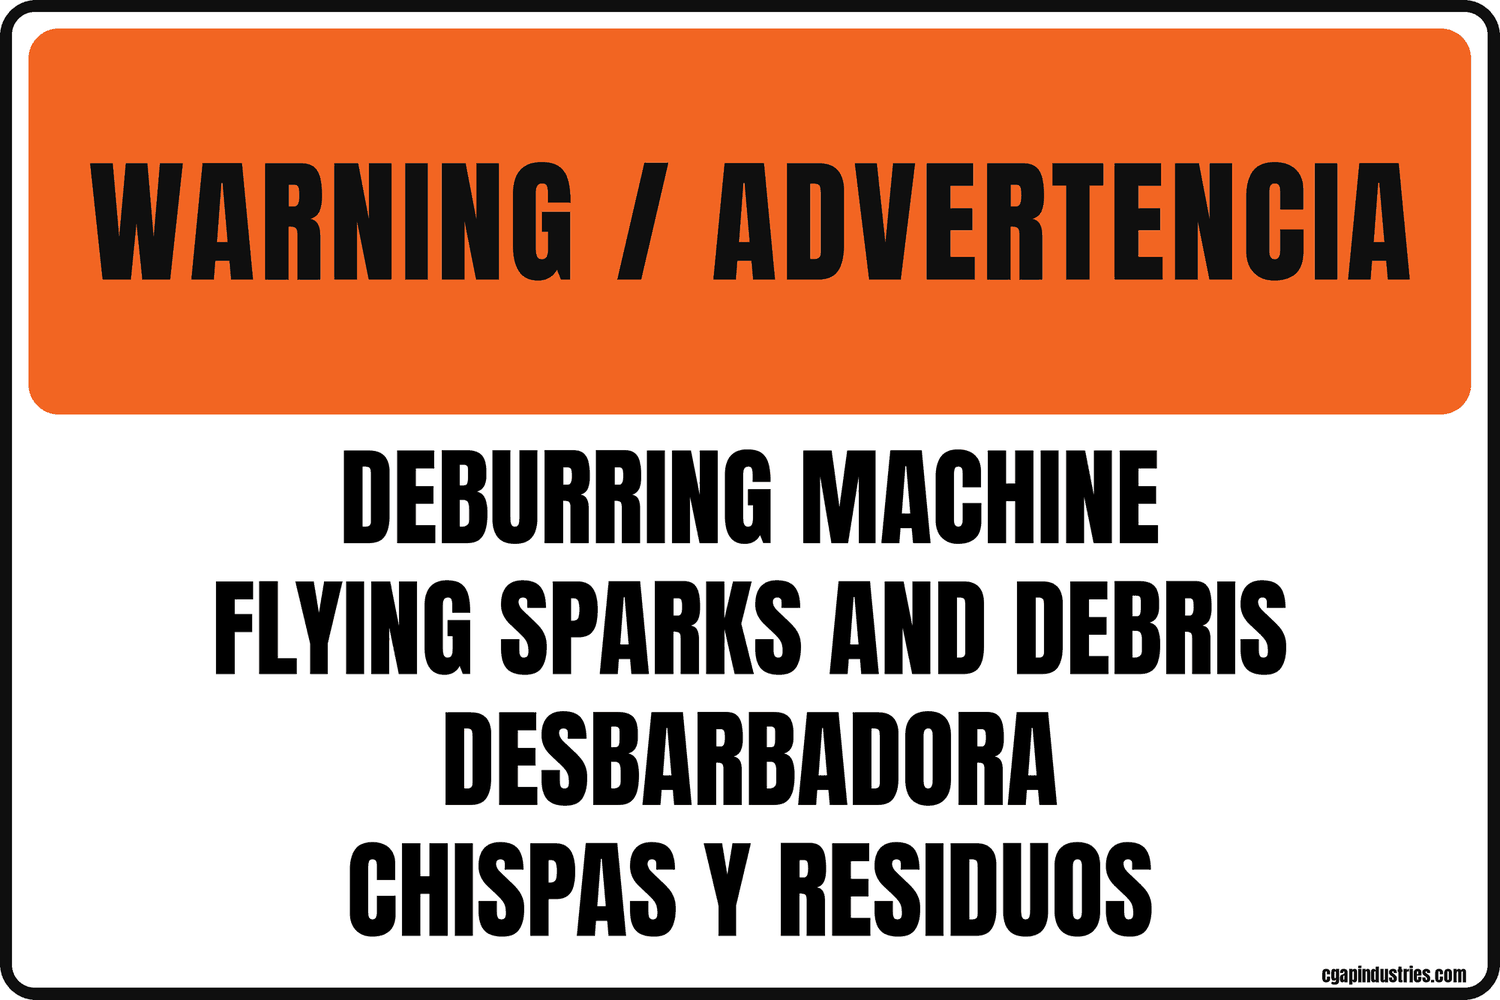 WARNING / ADVERTENCIA
DEBURRING MACHINE
FLYING SPARKS AND DEBRIS
DESBARBADORA
CHISPAS Y RESIDUOS
cgapindustries.com